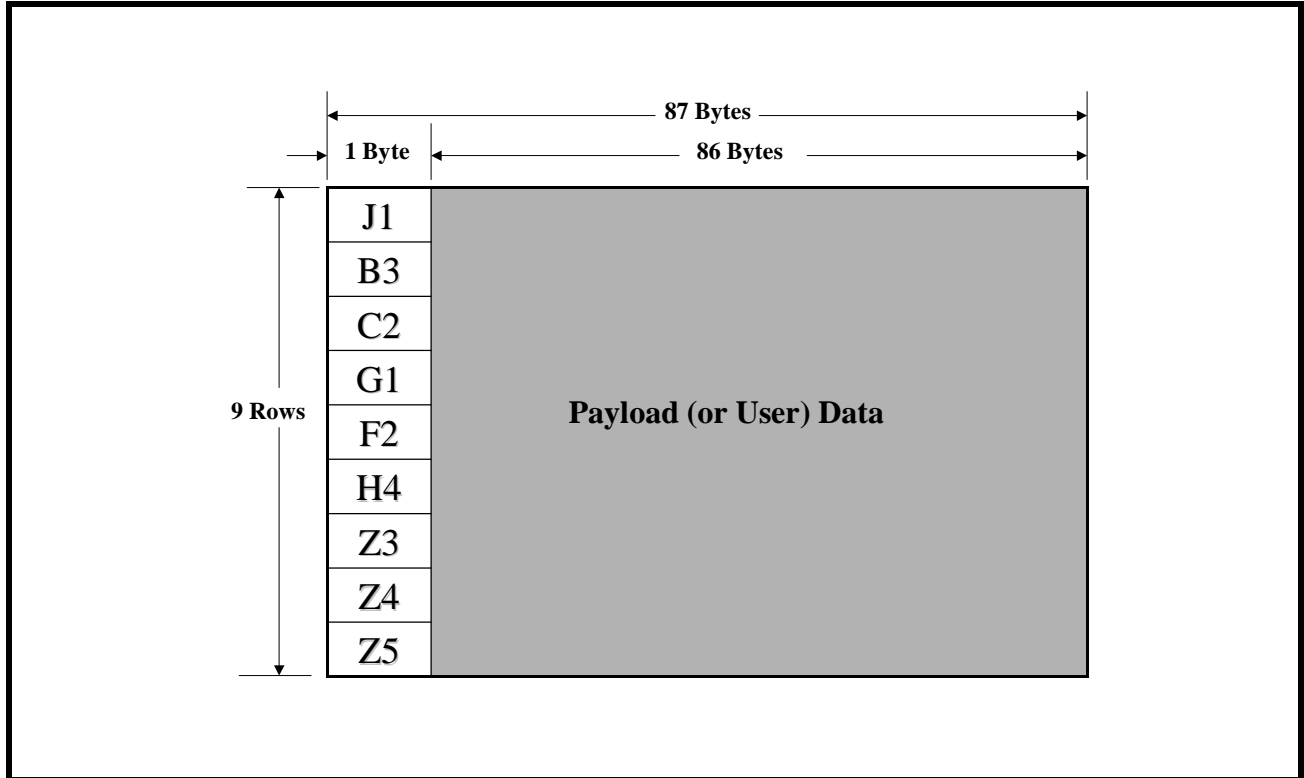 87 Bytes
1 Byte
86 Bytes
J1
B3
C2
G1
9 Rows
Payload (or User) Data
F2
H4
Z3
Z4
Z5